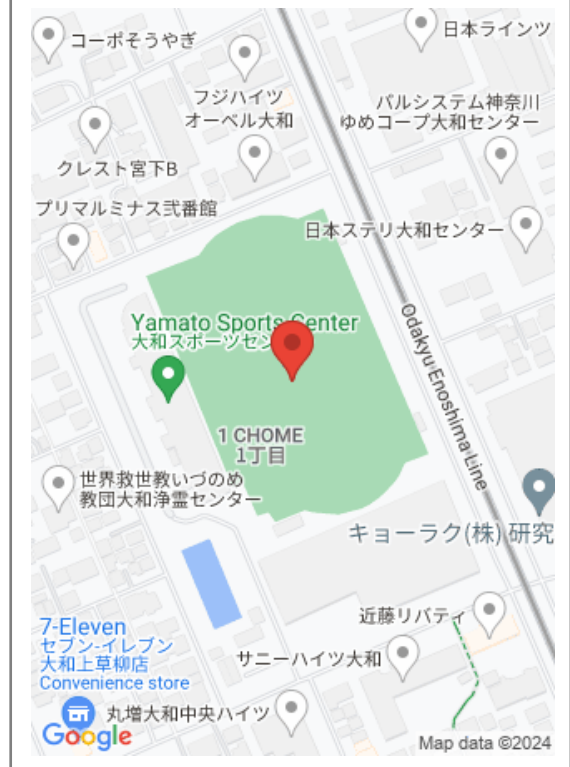 コーポそうやぎ
日本ラインツ
フジハイツ
オーベル大和
パルシステム神奈川
ゆめコープ大和センター
クレスト宮下B
プリマルミナス弐番館
日本ステリ大和センター
Yamato Sports Center
大和スポーツセン
Odakyu Enoshima Line
1 CHOME
1丁目
世界救世教いづのめ
教団大和浄霊センター
キョーラク(株) 研究
近藤リバティ
7-Eleven
セブン-イレブン
大和上草柳店
Convenience store
サニーハイツ大和
丸増大和中央ハイツ
Google
Map data ©2024